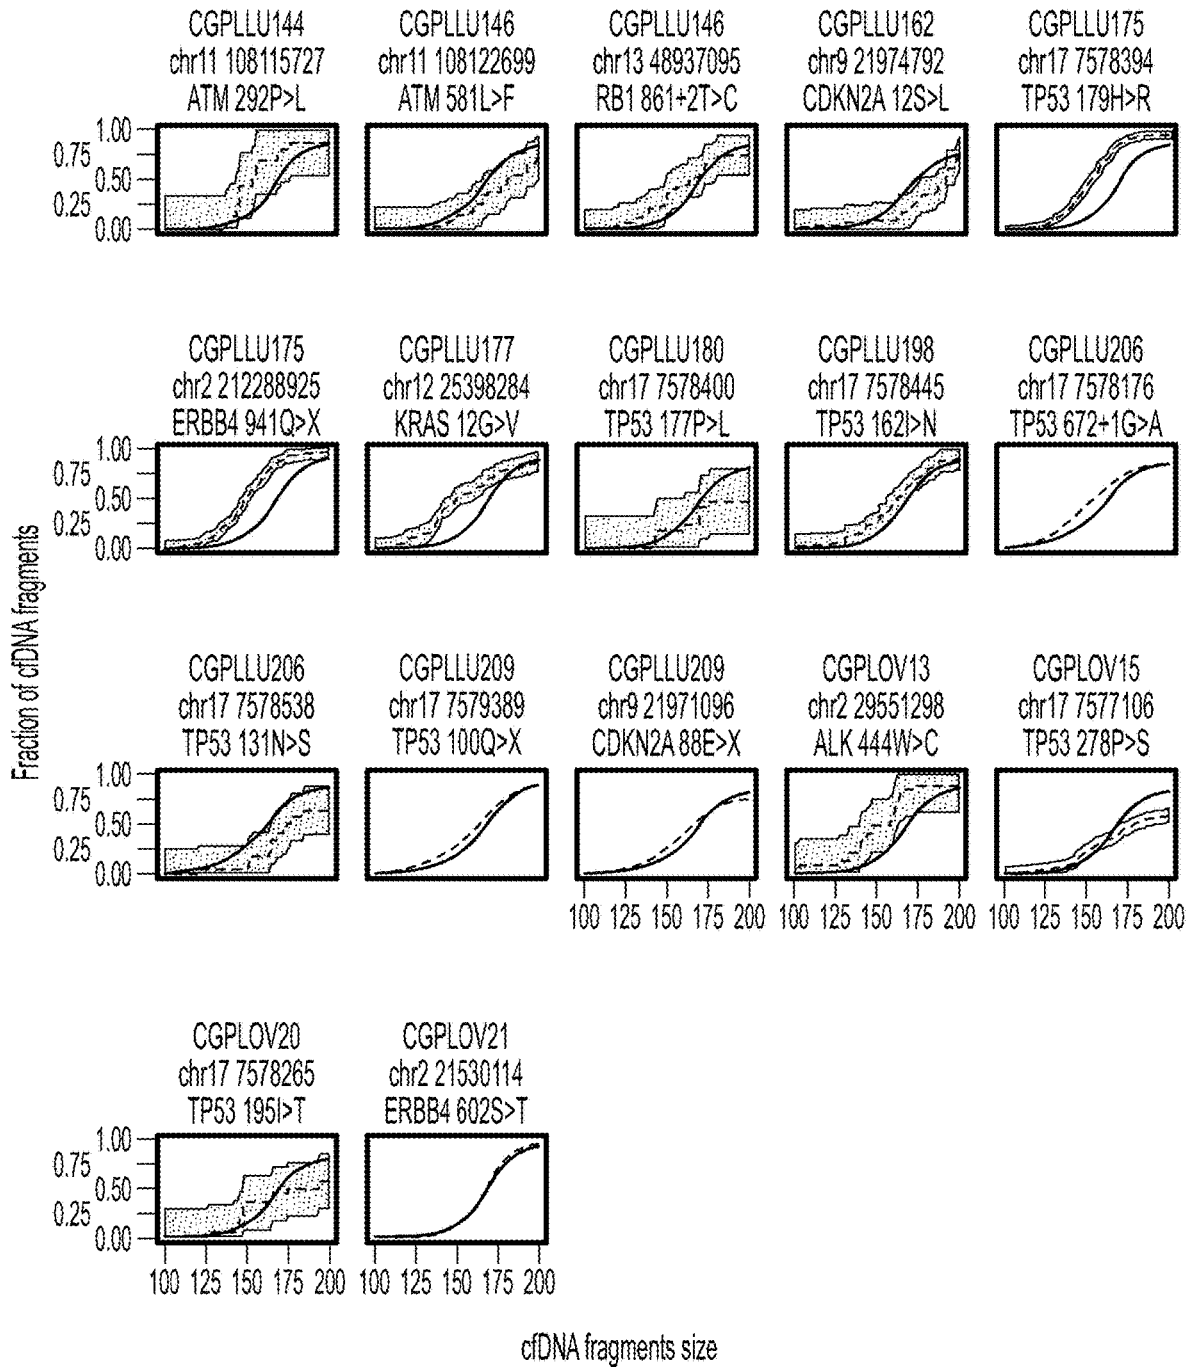 CGPLLU144
chr11 108115727
ATM 292P>L
CGPLLU146
chr11 108122699
ATM 581L>F
CGPLLU146
chr13 48937095
RB1 861+2T>C
CGPLLU162
chr9 21974792
CDKN2A 12S>L
CGPLLU175
chr17 7578394
TP53 179H>R
1.00
0.75
0.50
0.25
0.00
CGPLLU175
chr2 212288925
ERBB4 941Q>X
CGPLLU177
chr12 25398284
KRAS 12G>V
CGPLLU180
chr17 7578400
TP53 177P>L
CGPLLU198
chr17 7578445
TP53 162I>N
CGPLLU206
chr17 7578176
TP53 672+1G>A
1.00
0.75
0.50
0.25
0.00
Fraction of cfDNA fragments
CGPLLU206
chr17 7578538
TP53 131N>S
CGPLLU209
chr17 7579389
TP53 100Q>X
CGPLLU209
chr9 21971096
CDKN2A 88E>X
CGPLOV13
chr2 29551298
ALK 444W>C
CGPLOV15
chr17 7577106
TP53 278P>S
1.00
0.75
0.50
0.25
0.00
100 125 150 175 200
100 125 150 175 200
100 125 150 175 200
CGPLOV20
chr17 7578265
TP53 195I>T
CGPLOV21
chr2 21530114
ERBB4 602S>T
1.00
0.75
0.50
0.25
0.00
100 125 150 175 200
100 125 150 175 200
cfDNA fragments size